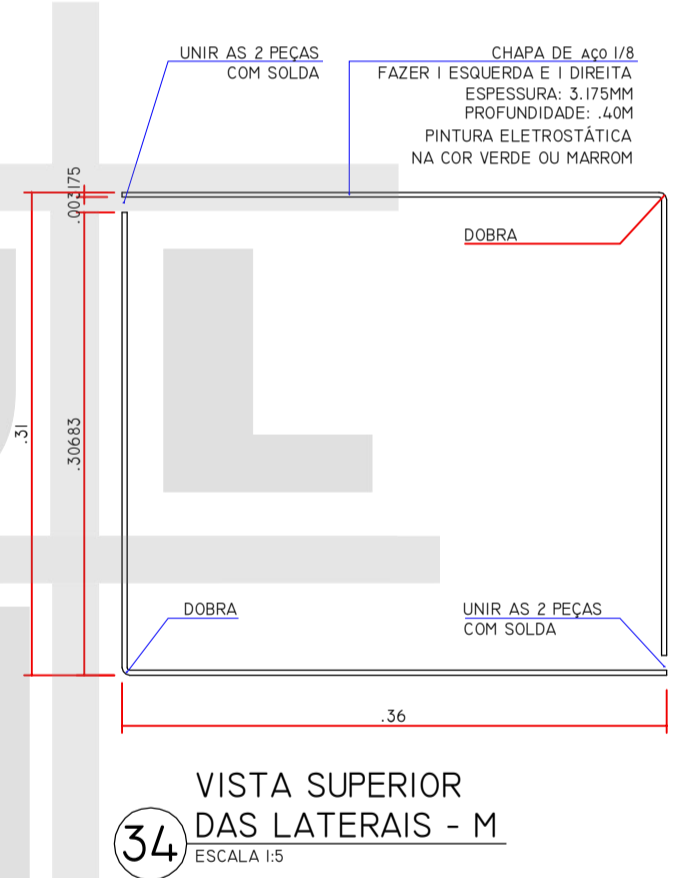 UNIR AS 2 PEÇAS
COM SOLDA
CHAPA DE aço 1/8
FAZER 1 ESQUERDA E 1 DIREITA
ESPESSURA: 3.175MM
PROFUNDIDADE: .40M
PINTURA ELETROSTÁTICA
NA COR VERDE OU MARROM
.003175
DOBRA
.31
.30683
DOBRA
UNIR AS 2 PEÇAS
COM SOLDA
.36
VISTA SUPERIOR
DAS LATERAIS - M
34
ESCALA 1:5